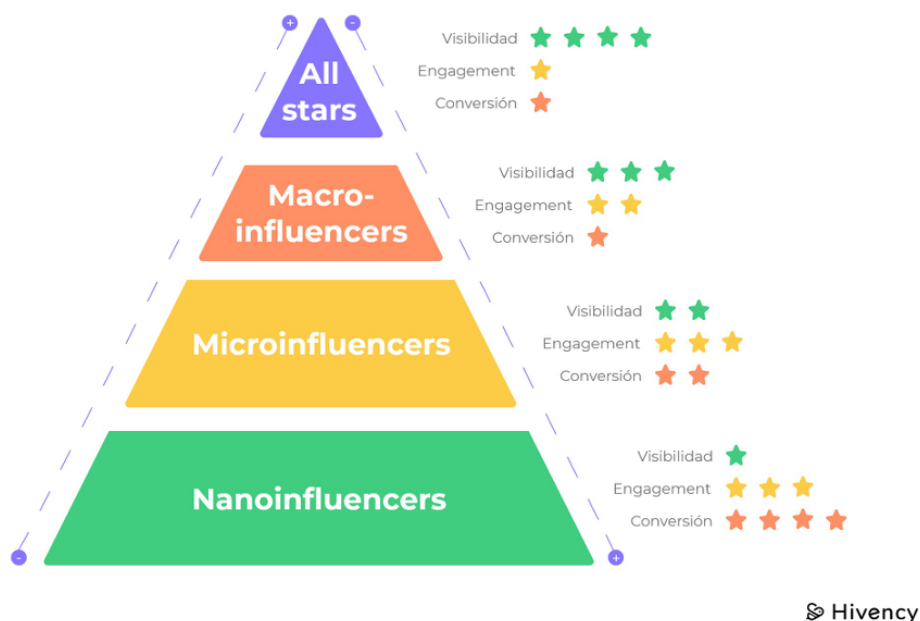 +
-
All
stars
Visibilidad
Engagement
Conversión
Macro-
influencers
Visibilidad
Engagement
Conversión
Microinfluencers
Visibilidad
Engagement
Conversión
Nanoinfluencers
Visibilidad
Engagement
Conversión
-
+
Hivency